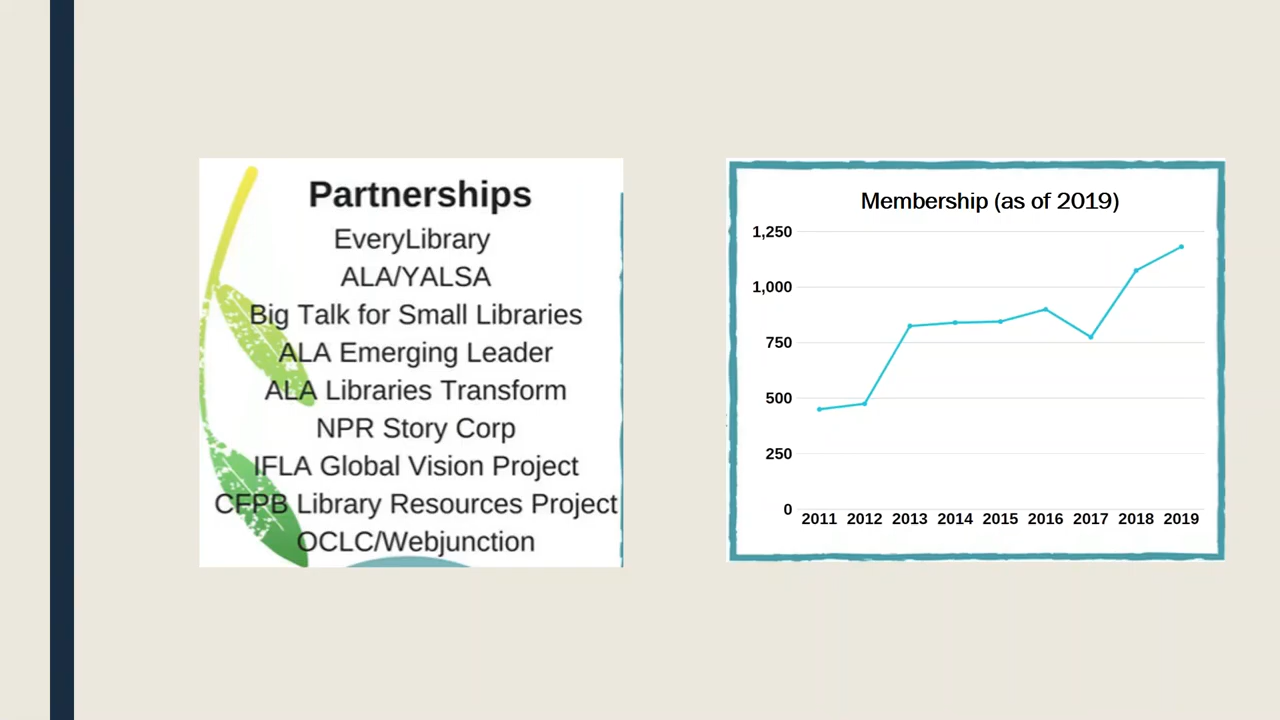 Partnerships
EveryLibrary
ALA/YALSA
Big Talk for Small Libraries
ALA Emerging Leader
ALA Libraries Transform
NPR Story Corp
IFLA Global Vision Project
CFPB Library Resources Project
OCLC/Webjunction
Membership (as of 2019)
1,250
1,000
750
500
250
0
2011 2012 2013 2014 2015 2016 2017 2018 2019